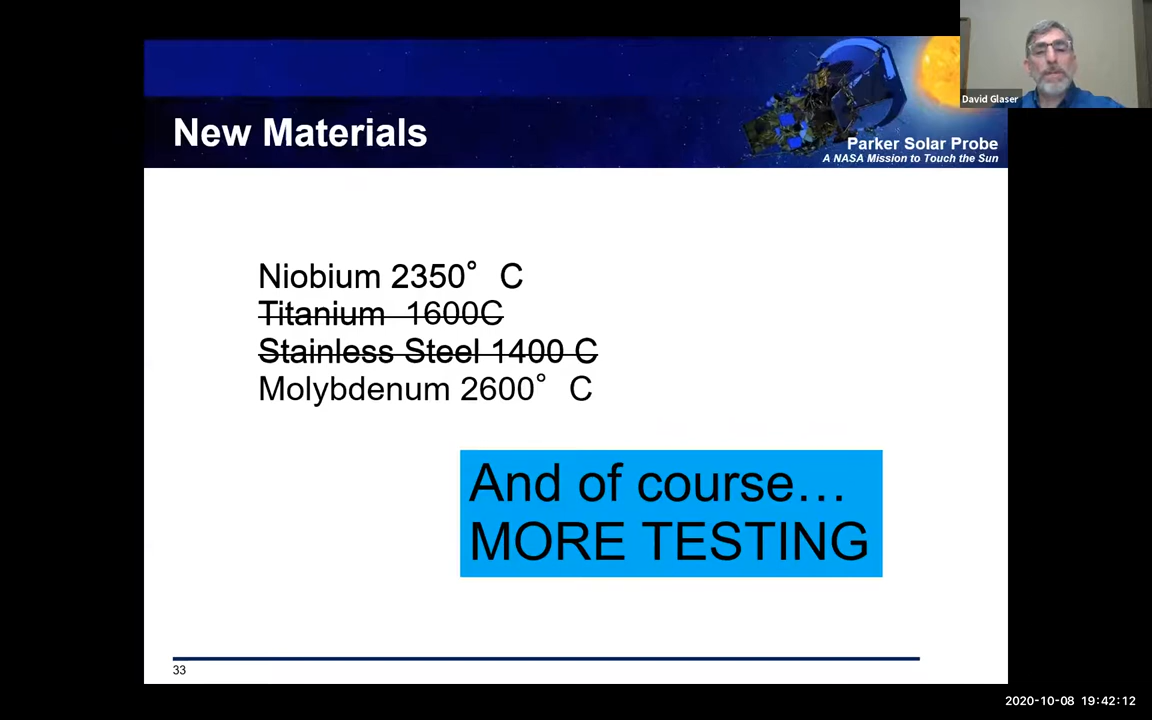 David Glaser
New Materials
Parker Solar Probe
A NASA Mission to Touch the Sun
Niobium 2350° C
Titanium 1600C
Stainless Steel 1400 C
Molybdenum 2600° C
And of course…
MORE TESTING
33
2020-10-08 19:42:12